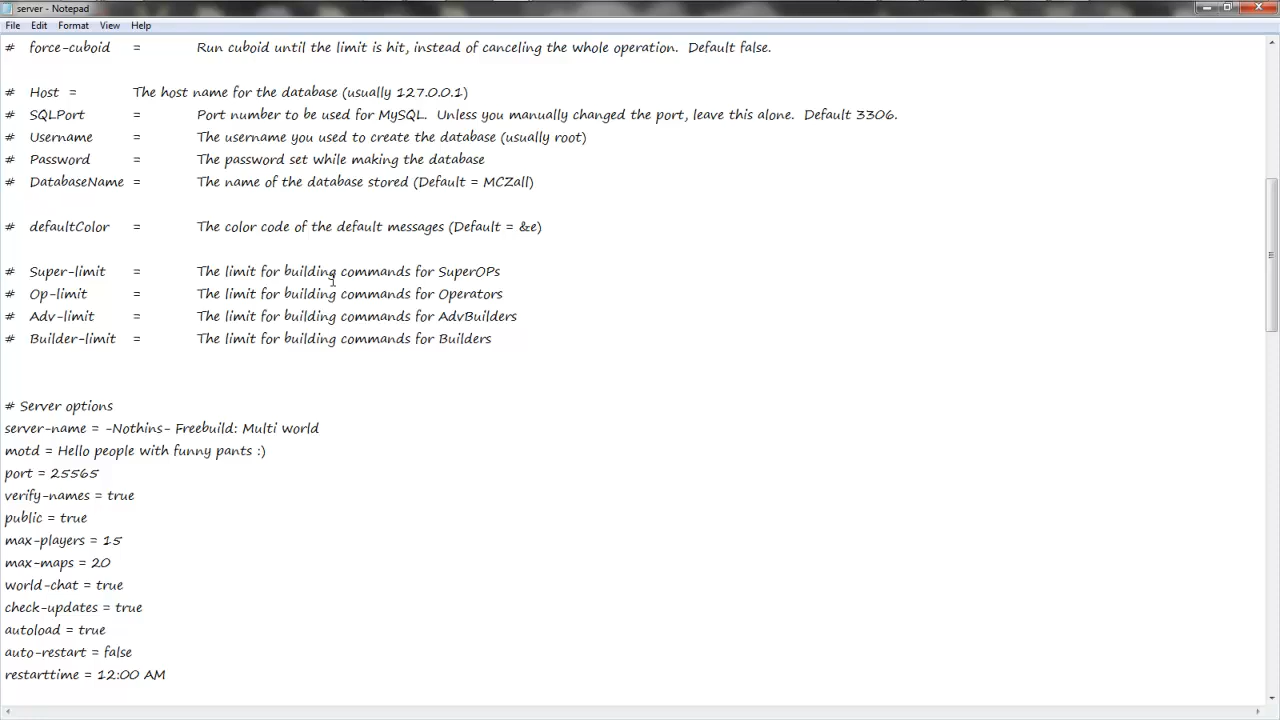 server - Notepad
File Edit Format View Help
# force-cuboid = Run cuboid until the limit is hit, instead of canceling the whole operation. Default false.
# Host = The host name for the database (usually 127.0.0.1)
# SQLPort = Port number to be used for MySQL. Unless you manually changed the port, leave this alone. Default 3306.
# Username = The username you used to create the database (usually root)
# Password = The password set while making the database
# DatabaseName = The name of the database stored (Default = MCZall)
# defaultColor = The color code of the default messages (Default = &e)
# Super-limit = The limit for building commands for SuperOPs
# Op-limit = The limit for building commands for Operators
# Adv-limit = The limit for building commands for AdvBuilders
# Builder-limit = The limit for building commands for Builders
# Server options
server-name = -Nothins- Freebuild: Multi world
motd = Hello people with funny pants :)
port = 25565
verify-names = true
public = true
max-players = 15
max-maps = 20
world-chat = true
check-updates = true
autoload = true
auto-restart = false
restarttime = 12:00 AM